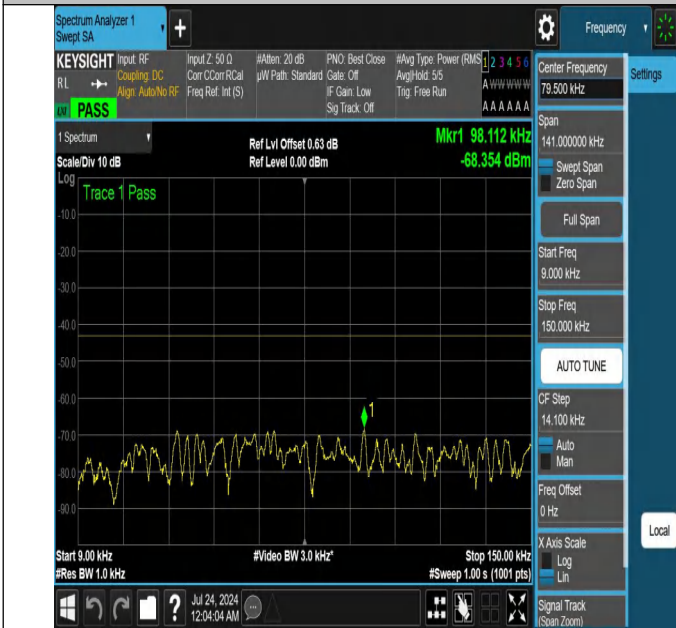 Spectrum Analyzer 1
Swept SA
+
Frequency
KEYSIGHT
RL
PASS
Input: RF
Coupling: DC
Align: Auto/No RF
Input Z: 50 Ω
Corr CCorr RCal
Freq Ref: Int (S)
#Atten: 20 dB
µW Path: Standard
PNO: Best Close
Gate: Off
IF Gain: Low
Sig Track: Off
#Avg Type: Power (RMS
Avg|Hold: 5/5
Trig: Free Run
1 2 3 4 5 6
A W W W W W
A A A A A A
1 Spectrum
Scale/Div 10 dB
Ref Lvl Offset 0.63 dB
Ref Level 0.00 dBm
Mkr1 98.112 kHz
-68.354 dBm
Log
Trace 1 Pass
-10.0
-20.0
-30.0
-40.0
-50.0
-60.0
-70.0
-80.0
-90.0
1
Start 9.00 kHz
#Res BW 1.0 kHz
#Video BW 3.0 kHz*
Stop 150.00 kHz
#Sweep 1.00 s (1001 pts)
Jul 24, 2024
12:04:04 AM
?
Center Frequency
79.500 kHz
Span
141.000000 kHz
Swept Span
Zero Span
Full Span
Start Freq
9.000 kHz
Stop Freq
150.000 kHz
AUTO TUNE
CF Step
14.100 kHz
Auto
Man
Freq Offset
0 Hz
X Axis Scale
Log
Lin
Signal Track
(Span Zoom)
Settings
Local